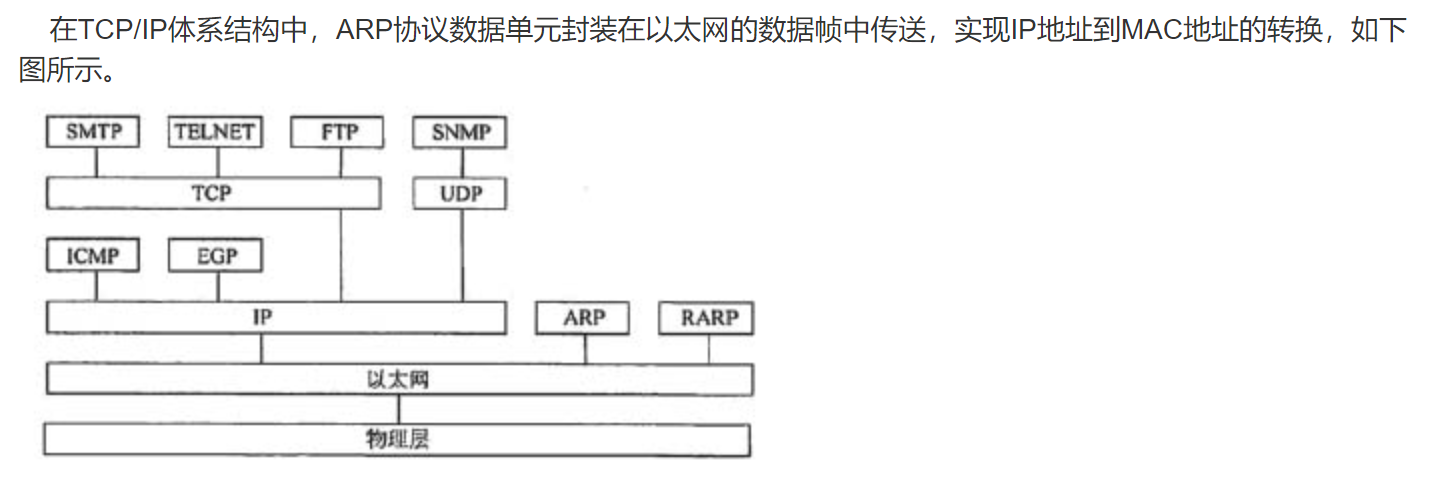 在TCP/IP体系结构中，ARP协议数据单元封装在以太网的数据帧中传送，实现IP地址到MAC地址的转换，如下
图所示。
SMTP TELNET FTP SNMP
TCP UDP
ICMP EGP
IP ARP RARP
以太网
物理层